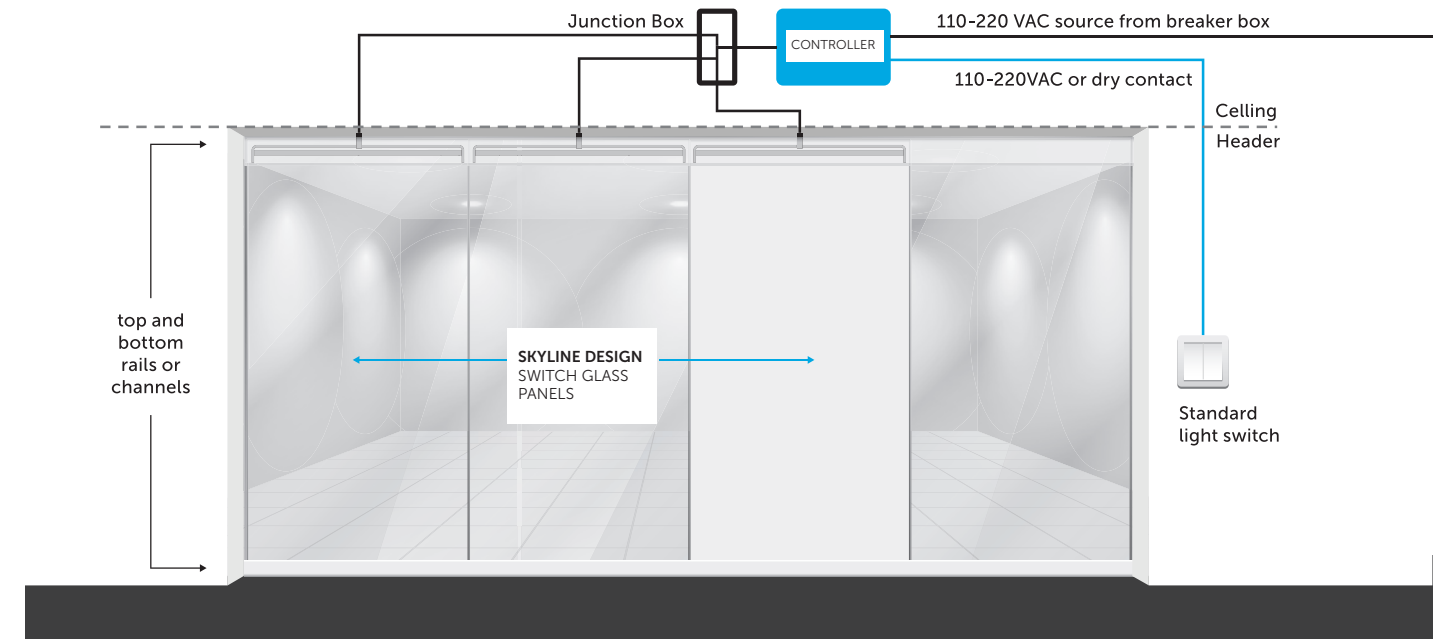 Junction Box
CONTROLLER
110-220 VAC source from breaker box
110-220VAC or dry contact
Celling
Header
top and
bottom
rails or
channels
SKYLINE DESIGN
SWITCH GLASS
PANELS
Standard
light switch